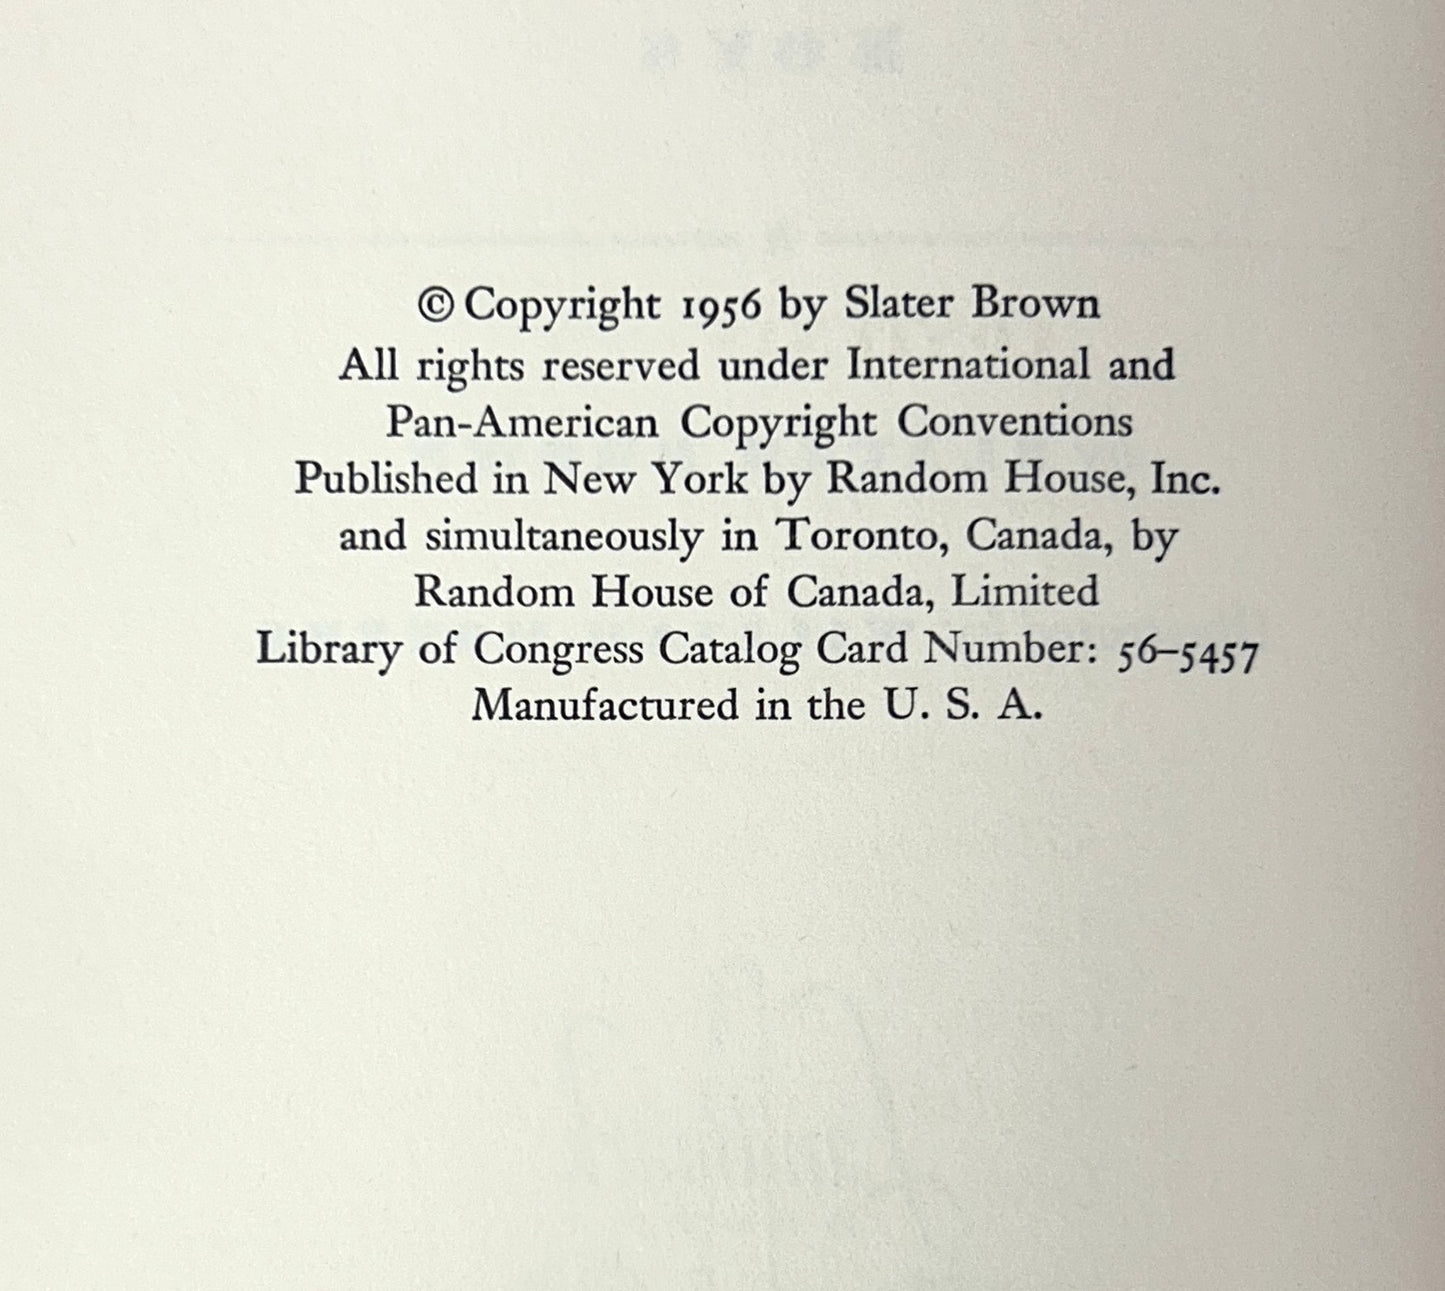 © Copyright 1956 by Slater Brown
All rights reserved under International and
Pan-American Copyright Conventions
Published in New York by Random House, Inc.
and simultaneously in Toronto, Canada, by
Random House of Canada, Limited
Library of Congress Catalog Card Number: 56–5457
Manufactured in the U. S. A.